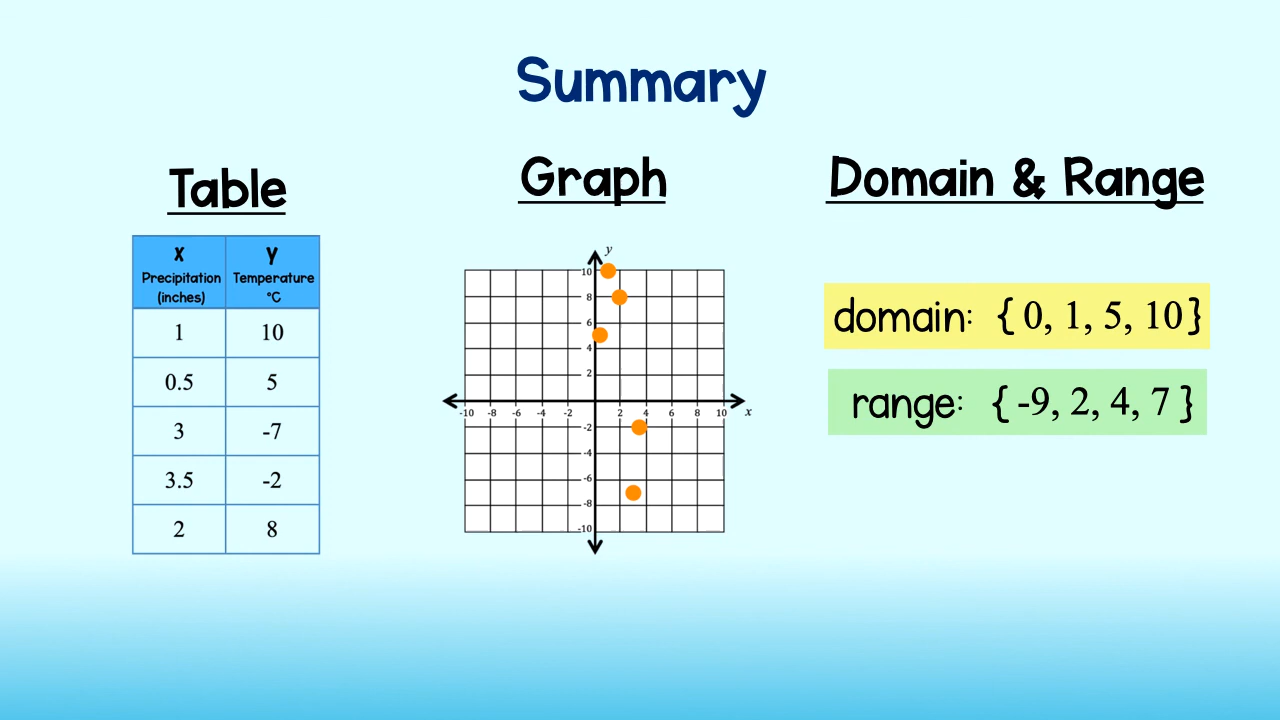 Summary
Table
Graph
Domain & Range
x y
Precipitation Temperature
(inches) °C
1 10
0.5 5
3 -7
3.5 -2
2 8
y
10
8
6
4
2
-10 -8 -6 -4 -2 2 4 6 8 10 x
-2
-4
-6
-8
-10
domain: { 0, 1, 5, 10 }
range: { -9, 2, 4, 7 }